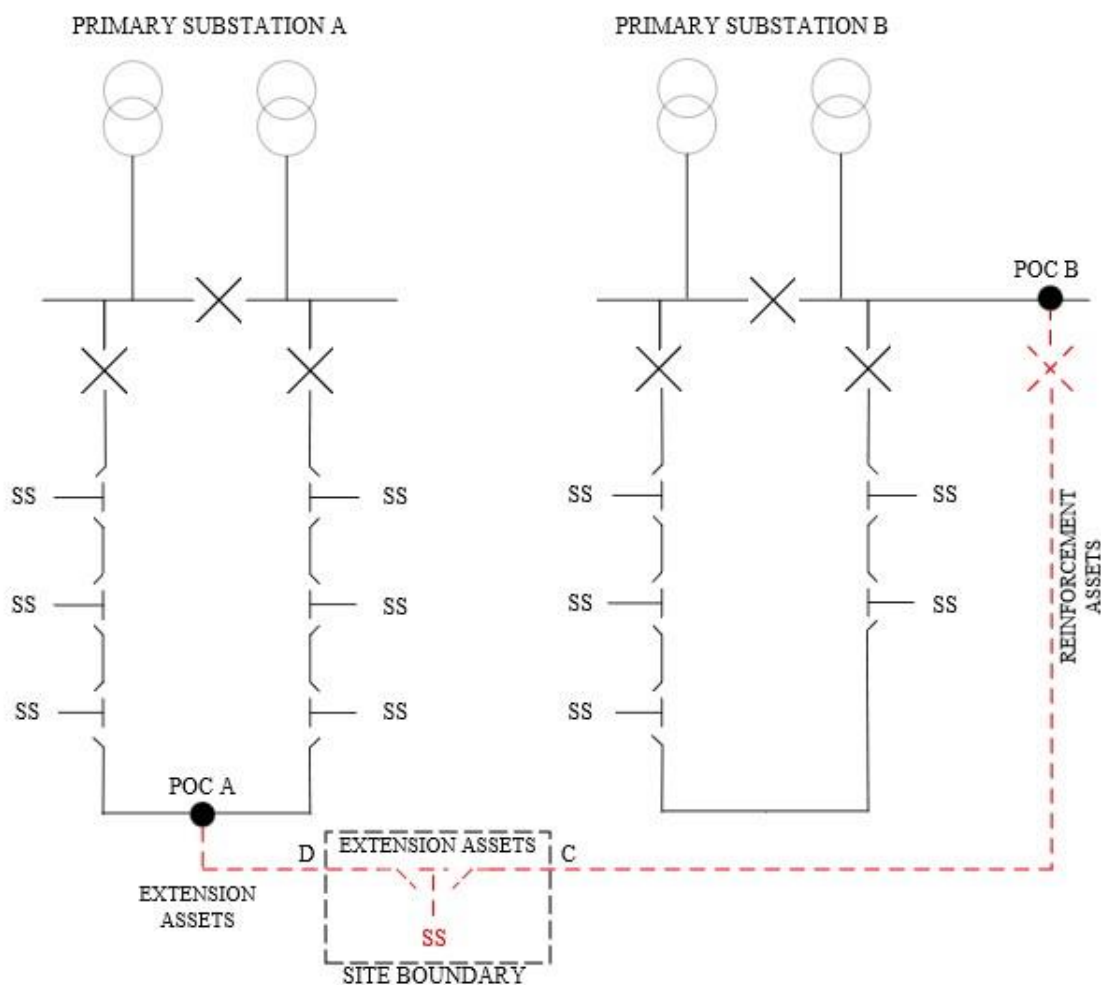 PRIMARY SUBSTATION A
PRIMARY SUBSTATION B
POC B
SS
SS
SS
SS
SS
SS
SS
SS
SS
SS
SS
REINFORCEMENT
ASSETS
POC A
D
EXTENSION ASSETS
C
EXTENSION
ASSETS
SS
SITE BOUNDARY